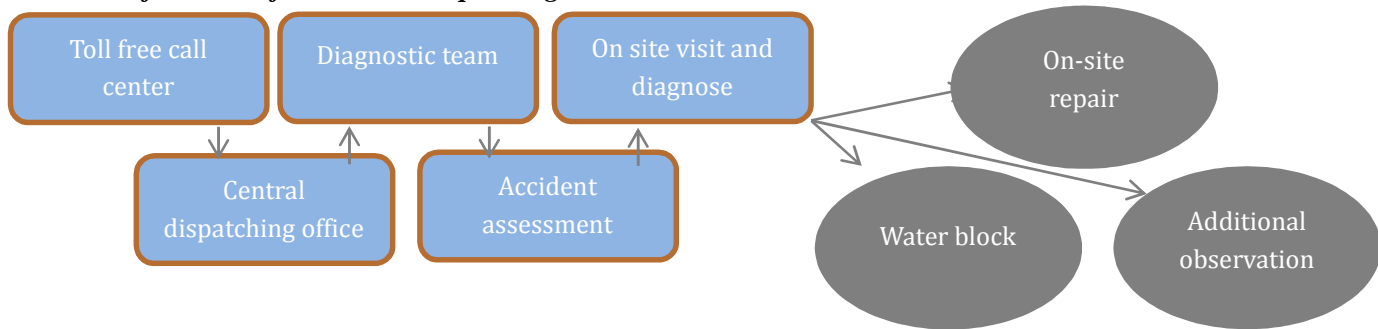 Toll free call
center
Diagnostic team
On site visit and
diagnose
On-site
repair
Central
dispatching office
Accident
assessment
Water block
Additional
observation